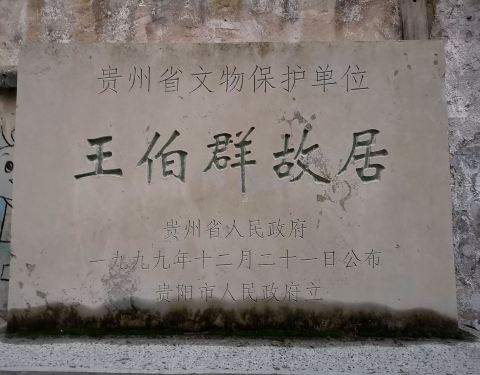 贵州省文物保护单位
王伯群故居
贵州省人民政府
一九九九年十二月二十一日公布
贵阳市人民政府立